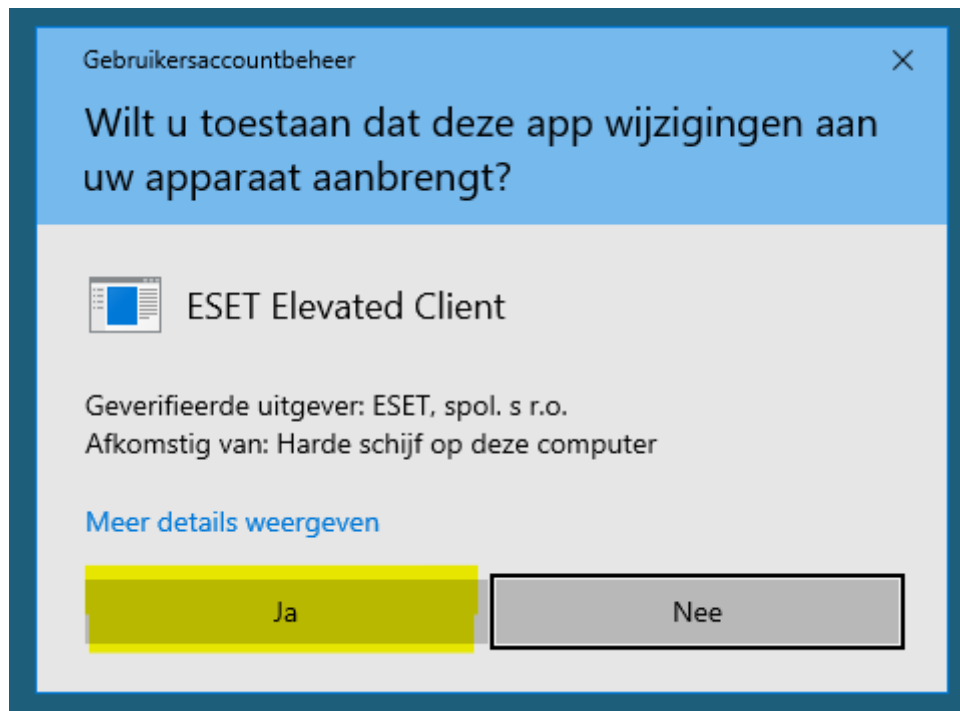 Gebruikersaccountbeheer
Wilt u toestaan dat deze app wijzigingen aan
uw apparaat aanbrengt?
ESET Elevated Client
Geverifieerde uitgever: ESET, spol. s r.o.
Afkomstig van: Harde schijf op deze computer
Meer details weergeven
Ja
Nee